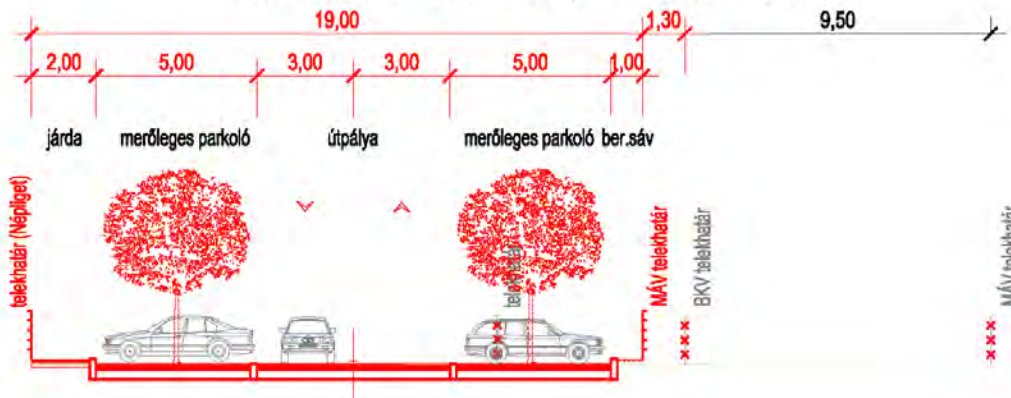 19,00 1,30 9,50
2,00 5,00 3,00 3,00 5,00 1,00
járda merőleges parkoló útpálya merőleges parkoló ber.sáv
telekhatár (Népliget)
telekhatár
MÁV telekhatár
BKV telekhatár
MÁV telekhatár